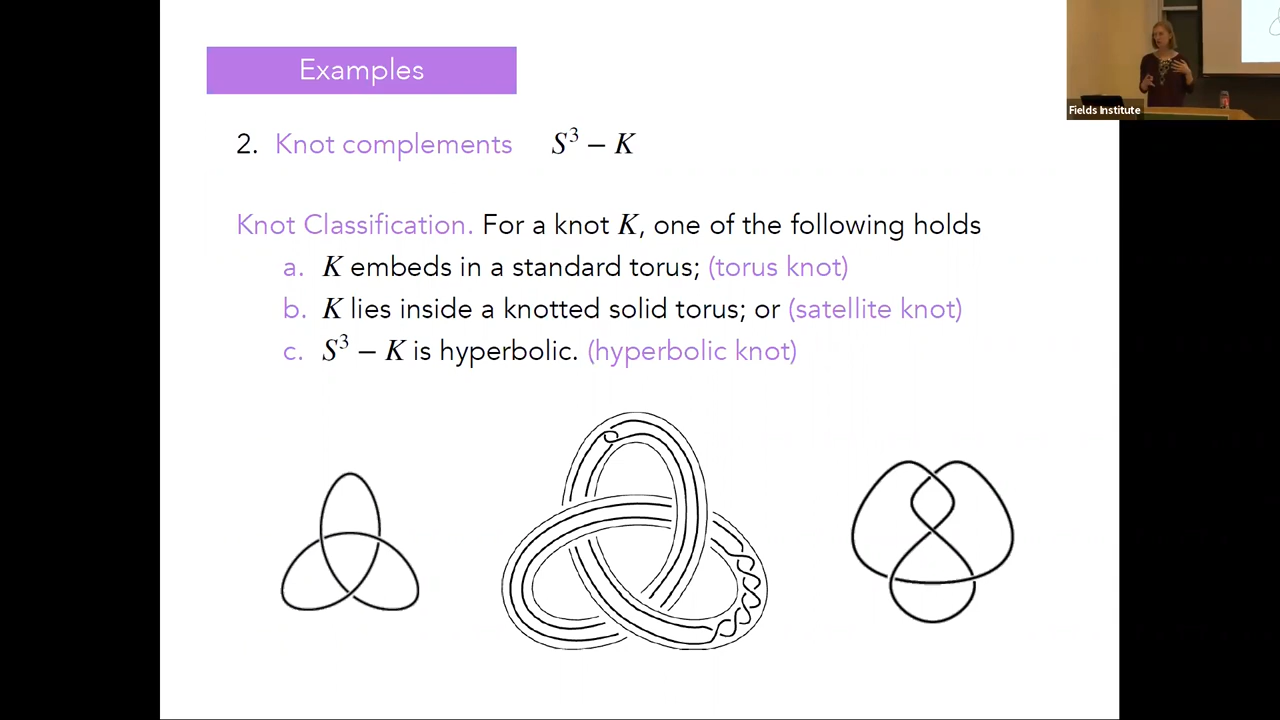 Examples
Fields Institute
2. Knot complements S³ – K
Knot Classification. For a knot K, one of the following holds
a. K embeds in a standard torus; (torus knot)
b. K lies inside a knotted solid torus; or (satellite knot)
c. S³ – K is hyperbolic. (hyperbolic knot)